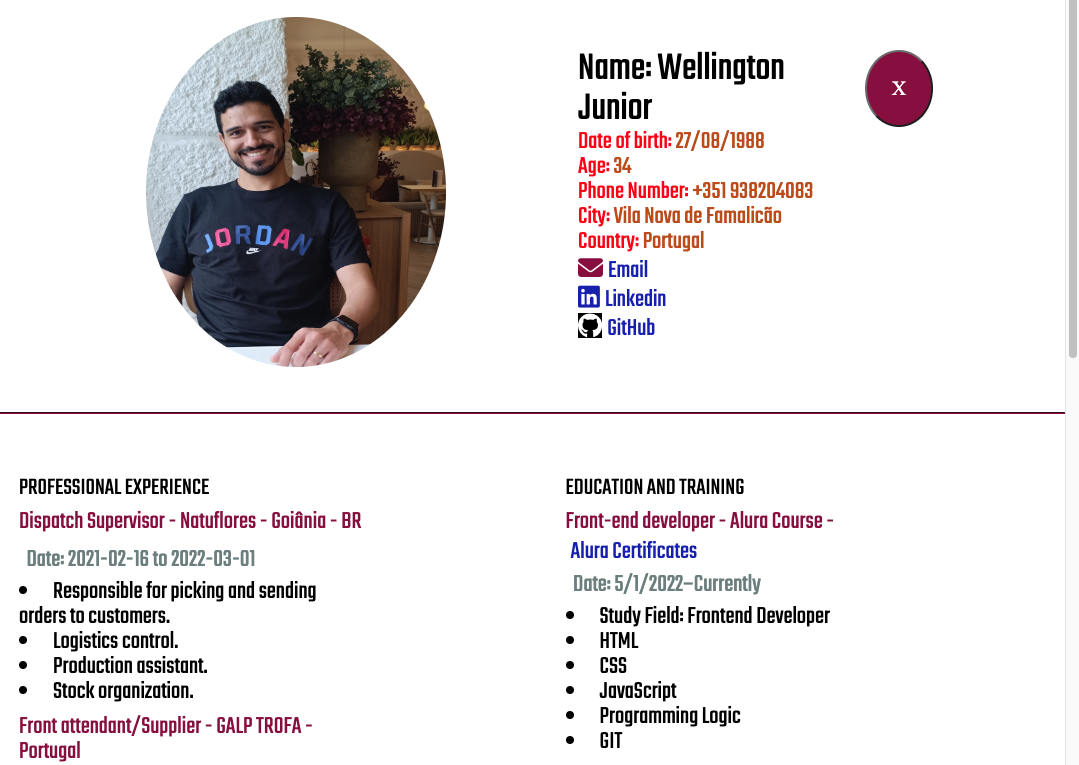 JORDAN
Name: Wellington
Junior
x
Date of birth: 27/08/1988
Age: 34
Phone Number: +351 938204083
City: Vila Nova de Famalicão
Country: Portugal
Email
Linkedin
GitHub
PROFESSIONAL EXPERIENCE
Dispatch Supervisor - Natuflores - Goiânia - BR
Date: 2021-02-16 to 2022-03-01
• Responsible for picking and sending
orders to customers.
• Logistics control.
• Production assistant.
• Stock organization.
Front attendant/Supplier - GALP TROFA -
Portugal
EDUCATION AND TRAINING
Front-end developer - Alura Course -
Alura Certificates
Date: 5/1/2022–Currently
• Study Field: Frontend Developer
• HTML
• CSS
• JavaScript
• Programming Logic
• GIT